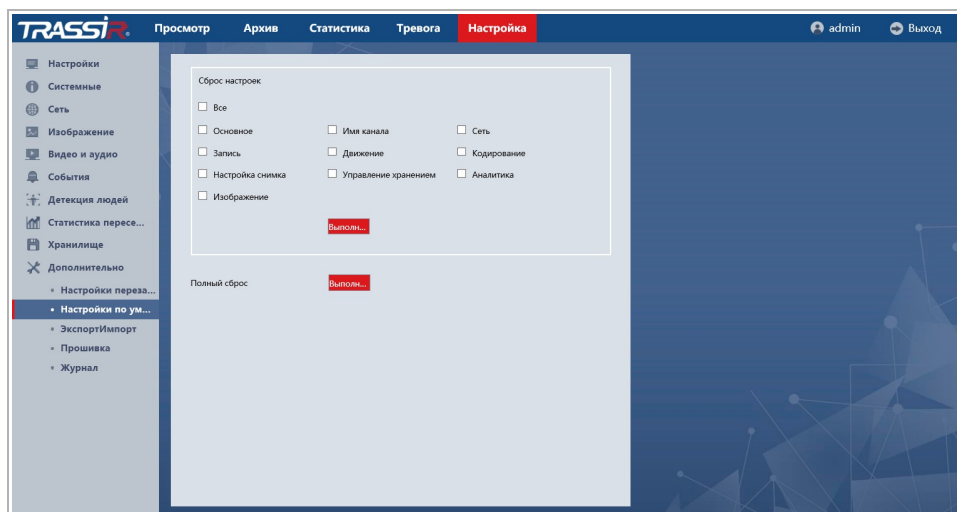 TRASSIR Просмотр Архив Статистика Тревога Настройка admin Выход
Настройки
Системные
Сеть
Изображение
Видео и аудио
События
Детекция людей
Статистика пересе...
Хранилище
Дополнительно
Настройки переза...
Настройки по ум...
ЭкспортИмпорт
Прошивка
Журнал
Сброс настроек
Все
Основное Имя канала Сеть
Запись Движение Кодирование
Настройка снимка Управление хранением Аналитика
Изображение
Выполн...
Полный сброс Выполн...